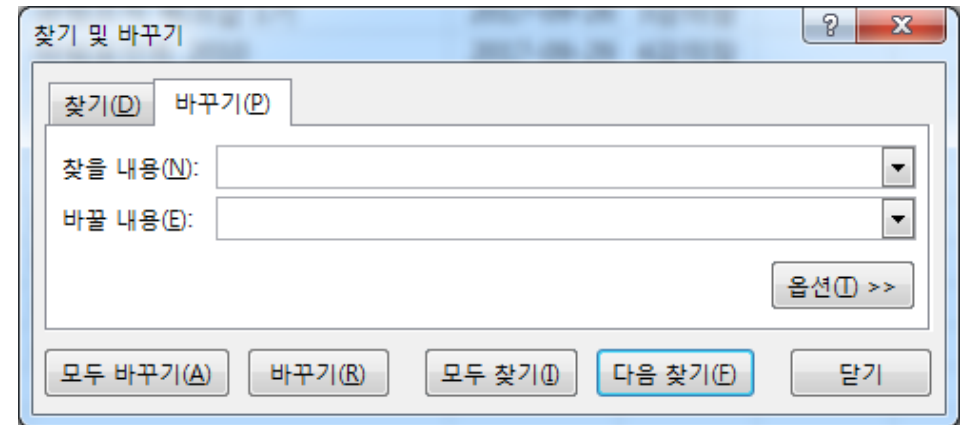 찾기 및 바꾸기
찾기(D) 바꾸기(P)
찾을 내용(N):
바꿀 내용(E):
옵션(T) >>
모두 바꾸기(A) 바꾸기(R) 모두 찾기(I) 다음 찾기(F) 닫기